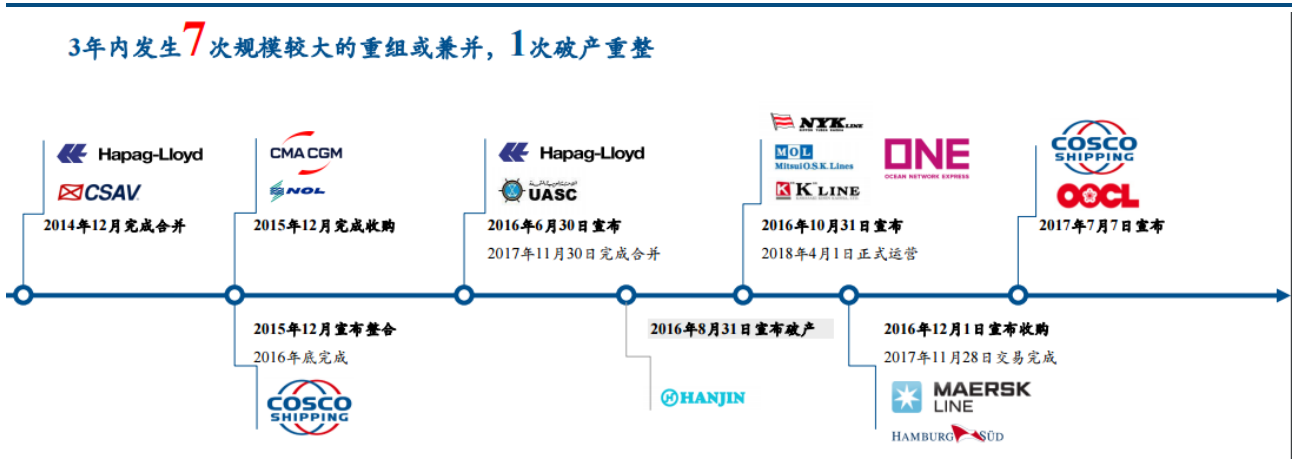 3年内发生7次规模较大的重组或兼并，1次破产重整
Hapag-Lloyd
CSAV
2014年12月完成合并
CMA CGM
NOL
2015年12月完成收购
Hapag-Lloyd
UASC
2016年6月30日宣布
2017年11月30日完成合并
NYK LINE
MOL
Mitsui O.S.K. Lines
K "K" LINE
ONE
OCEAN NETWORK EXPRESS
2016年10月31日宣布
2018年4月1日正式运营
COSCO
SHIPPING
OOCL
2017年7月7日宣布
2015年12月宣布整合
2016年底完成
COSCO
SHIPPING
2016年8月31日宣布破产
HANJIN
2016年12月1日宣布收购
2017年11月28日交易完成
MAERSK
LINE
HAMBURG SÜD